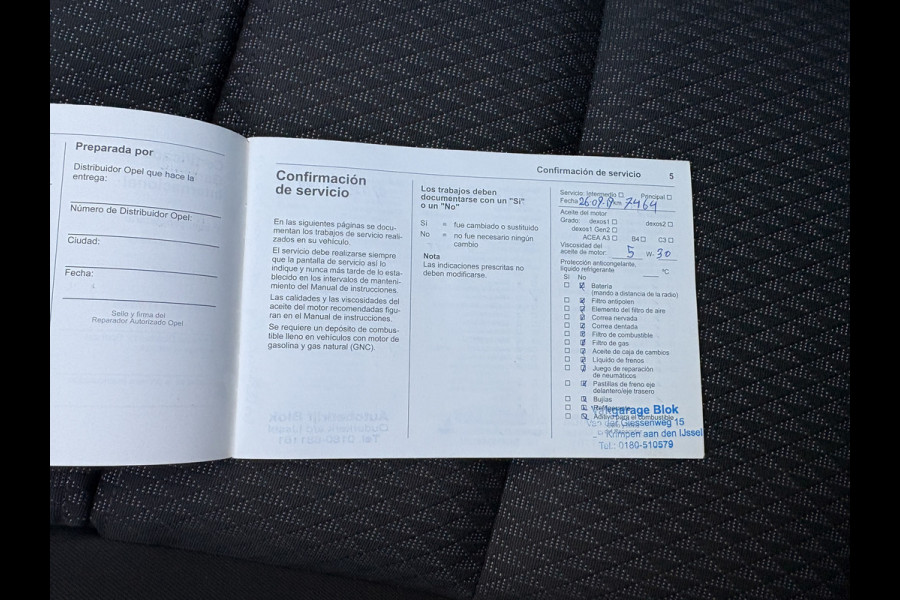 Preparada por
Distribuidor Opel que hace la
entrega:
Número de Distribuidor Opel:
Ciudad:
Fecha:
Sello y firma del
Reparador Autorizado Opel
Confirmación de servicio 5
Confirmación
de servicio
En las siguientes páginas se docu-
mentan los trabajos de servicio reali-
zados en su vehículo.
El servicio debe realizarse siempre
que la pantalla de servicio así lo
indique y nunca más tarde de lo esta-
blecido en los intervalos de manteni-
miento del Manual de instrucciones.
Las calidades y las viscosidades del
aceite del motor recomendadas figu-
ran en el Manual de instrucciones.
Se requiere un depósito de combus-
tible lleno en vehículos con motor de
gasolina y gas natural (GNC).
Los trabajos deben
documentarse con un "Sí"
o un "No"
Sí = fue cambiado o sustituido
No = no fue necesario ningún
cambio
Nota
Las indicaciones prescritas no
deben modificarse.
Servicio: Intermedio Principal
Fecha km 7464
Aceite del motor
Grado: dexos1 dexos2
dexos1 Gen2
ACEA A3 B4 C3
Viscosidad del
aceite de motor: 5 W- 30
Protección anticongelante,
líquido refrigerante °C
Sí No
Batería
(mando a distancia de la radio)
Filtro antipolen
Elemento del filtro de aire
Correa nervada
Correa dentada
Filtro de combustible
Filtro de gas
Aceite de caja de cambios
Líquido de frenos
Juego de reparación
de neumáticos
Pastillas de freno eje
delantero/eje trasero
Bujías
Aditivo para el combustible
garage Blok
Van der Giessenweg 15
Krimpen aan den IJssel
Tel.: 0180-510579